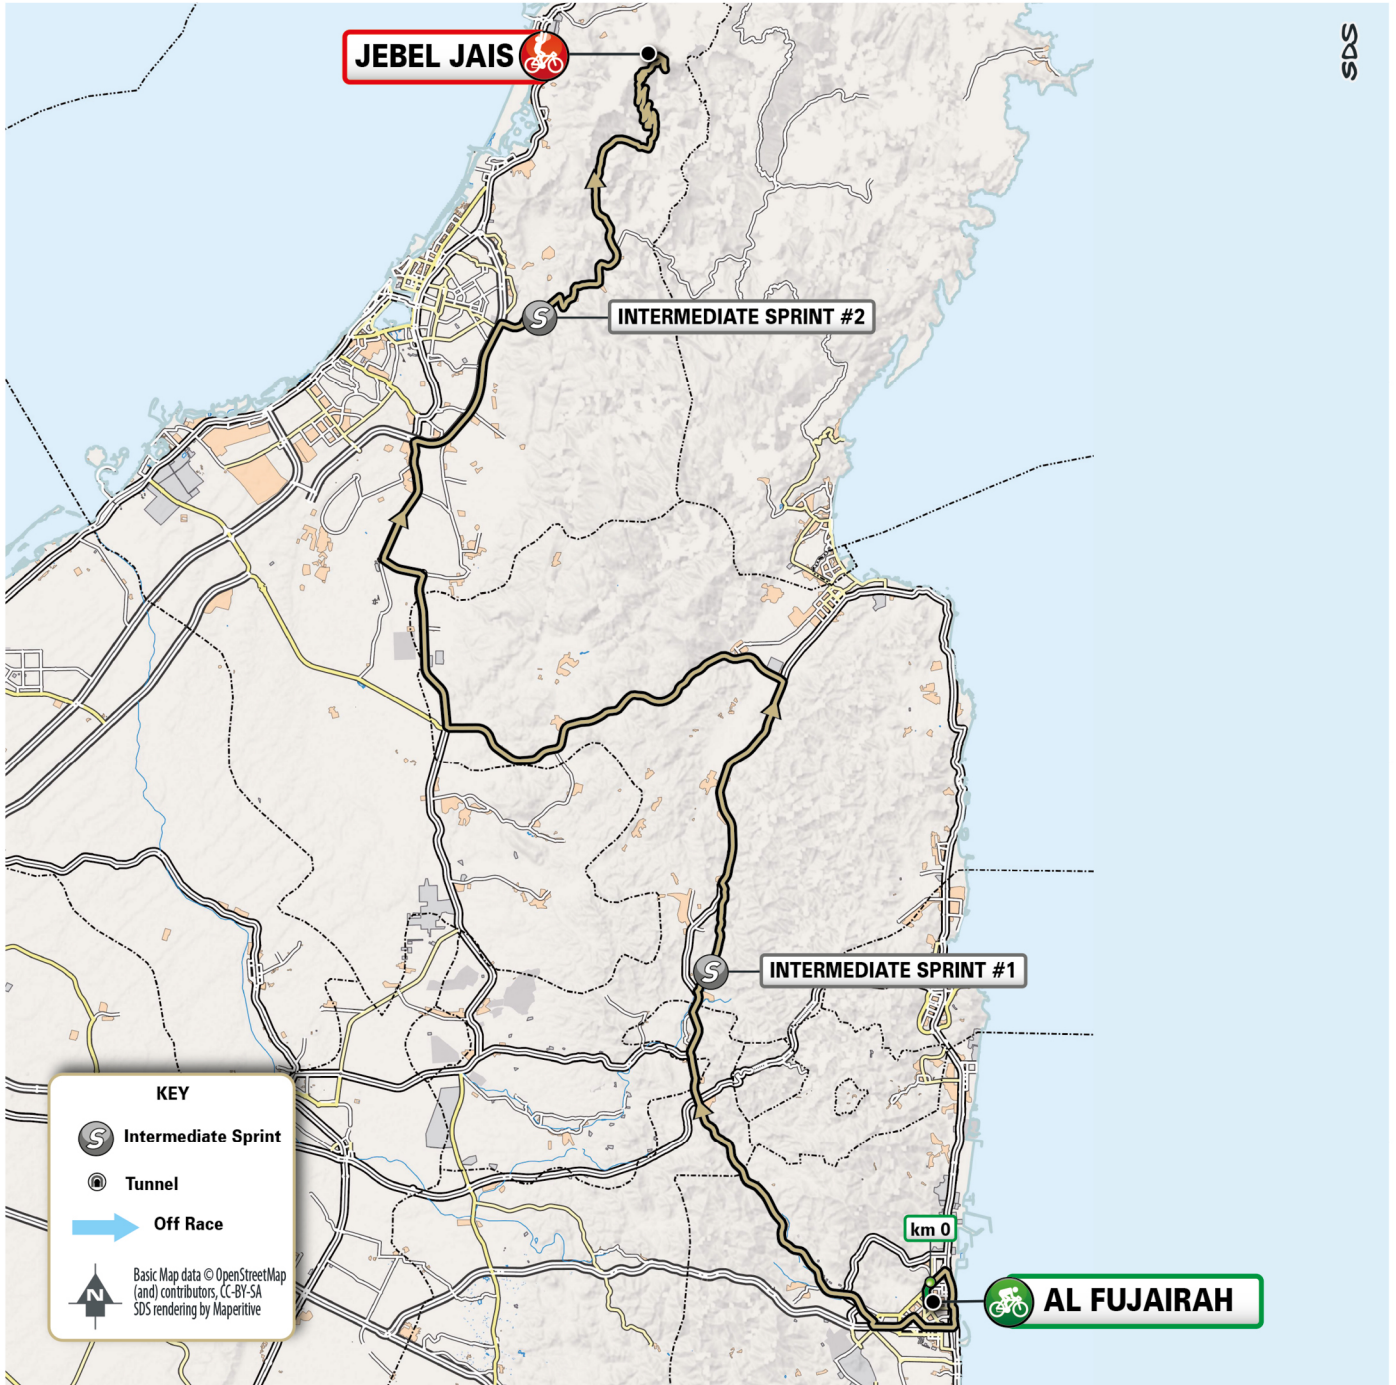 SDS
JEBEL JAIS
S
INTERMEDIATE SPRINT #2
S
INTERMEDIATE SPRINT #1
KEY
S Intermediate Sprint
Tunnel
Off Race
N
Basic Map data © OpenStreetMap
(and) contributors, CC-BY-SA
SDS rendering by Maperitive
km 0
AL FUJAIRAH